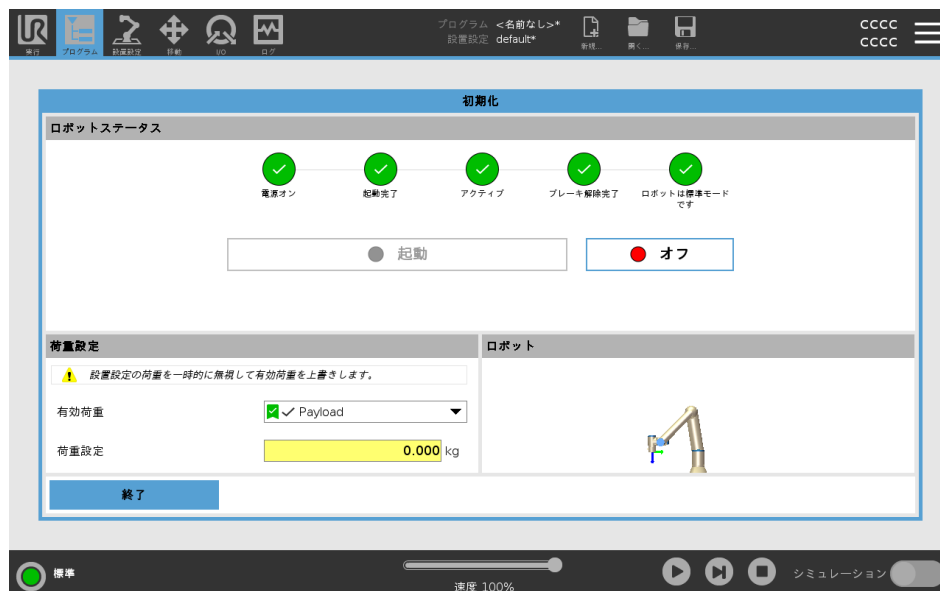 UR
プログラム <名前なし>*
設置設定 default*
CCCC
CCCC
実行
プログラム
設置設定
移動
I/O
ログ
新規...
開く...
保存...
初期化
ロボットステータス
電源オン
起動完了
アクティブ
ブレーキ解除完了
ロボットは標準モード
です
起動
オフ
荷重設定
ロボット
設置設定の荷重を一時的に無視して有効荷重を上書きします。
有効荷重
Payload
荷重設定
0.000 kg
終了
標準
速度 100%
シミュレーション